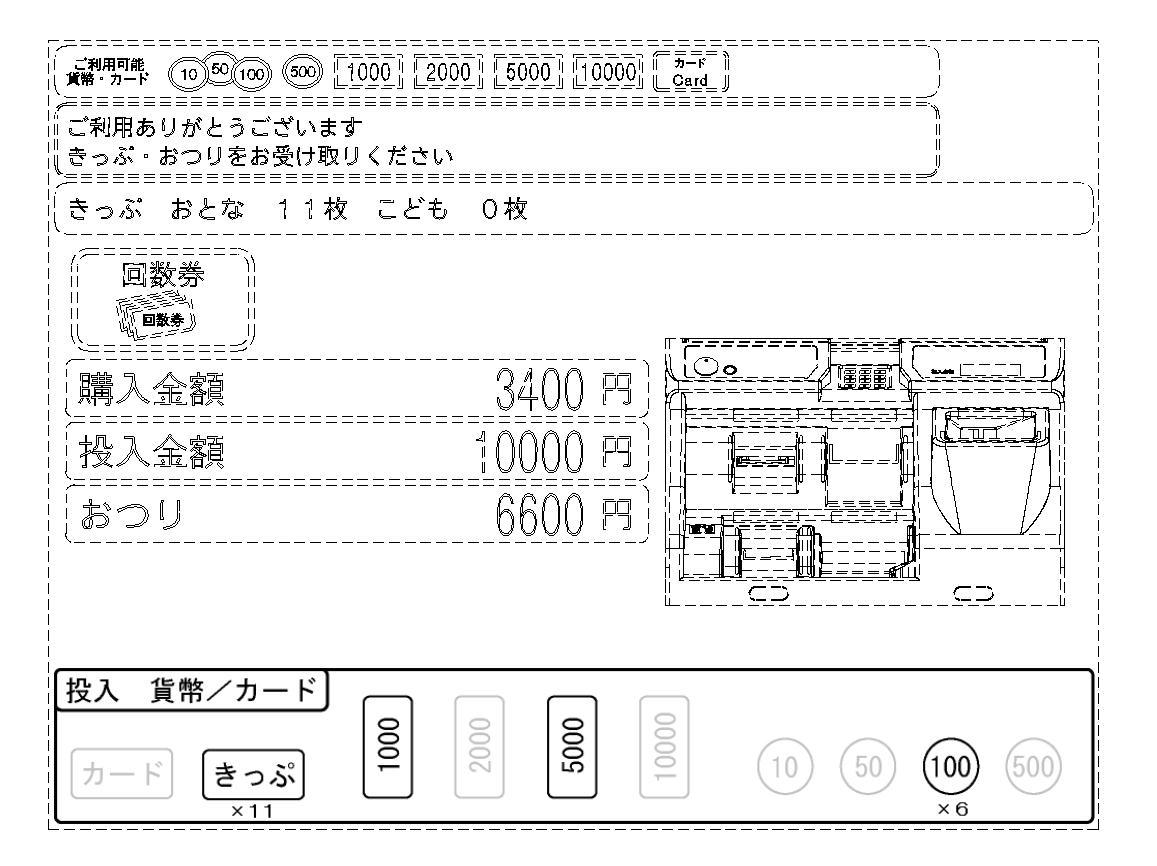 ご利用可能
貨幣・カード
10 50 100 500 1000 2000 5000 10000 カード
Card
ご利用ありがとうございます
きっぷ・おつりをお受け取りください
きっぷ おとな 11枚 こども 0枚
回数券
回数券
購入金額 3400 円
投入金額 10000 円
おつり 6600 円
投入 貨幣／カード
カード きっぷ 1000 2000 5000 10000 10 50 100 500
×11 ×6